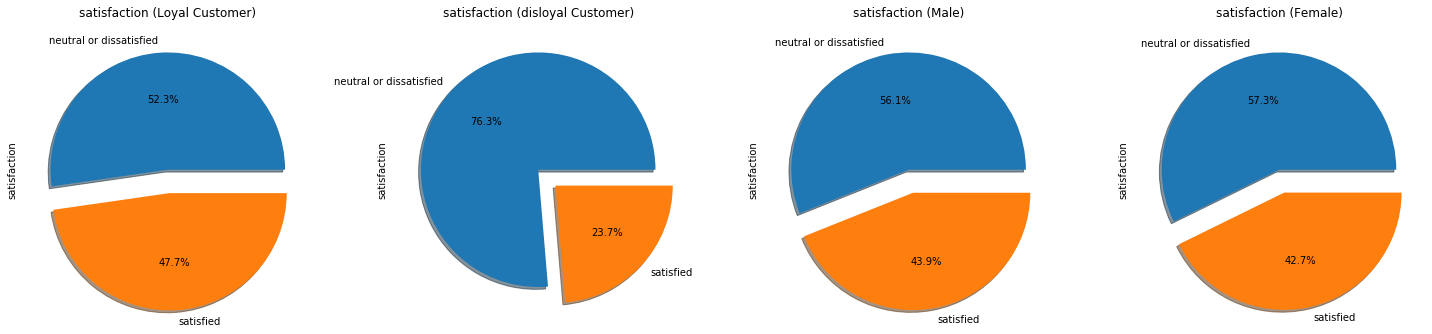 satisfaction (Loyal Customer)
neutral or dissatisfied
52.3%
satisfaction
47.7%
satisfied
satisfaction (disloyal Customer)
neutral or dissatisfied
76.3%
satisfaction
23.7%
satisfied
satisfaction (Male)
neutral or dissatisfied
56.1%
satisfaction
43.9%
satisfied
satisfaction (Female)
neutral or dissatisfied
57.3%
satisfaction
42.7%
satisfied